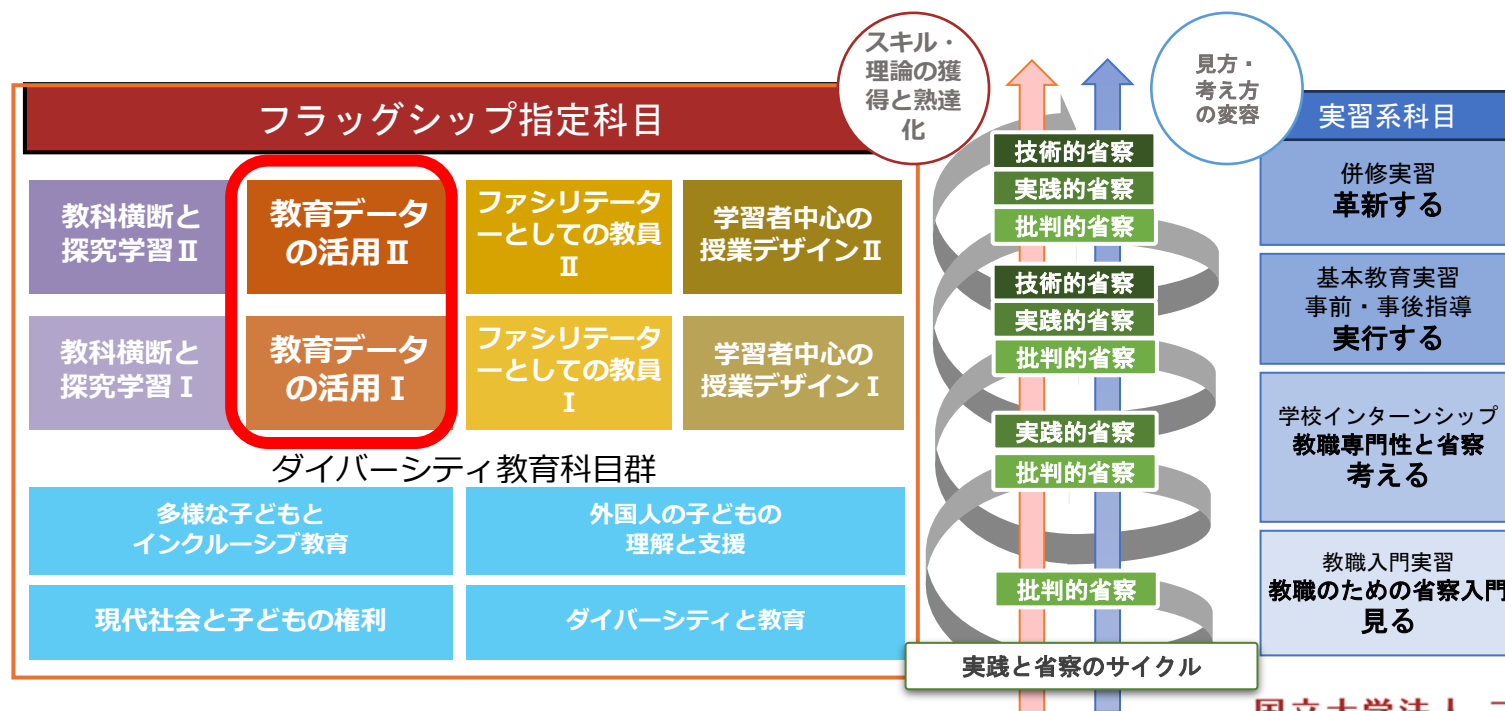 フラッグシップ指定科目
教科横断と
探究学習Ⅱ
教育データ
の活用Ⅱ
ファシリテータ
ーとしての教員
Ⅱ
学習者中心の
授業デザインⅡ
教科横断と
探究学習Ⅰ
教育データ
の活用Ⅰ
ファシリテータ
ーとしての教員
Ⅰ
学習者中心の
授業デザインⅠ
ダイバーシティ教育科目群
多様な子どもと
インクルーシブ教育
外国人の子どもの
理解と支援
現代社会と子どもの権利
ダイバーシティと教育
スキル・
理論の獲
得と熟達
化
見方・
考え方
の変容
技術的省察
実践的省察
批判的省察
技術的省察
実践的省察
批判的省察
実践的省察
批判的省察
批判的省察
実践と省察のサイクル
実習系科目
併修実習
革新する
基本教育実習
事前・事後指導
実行する
学校インターンシップ
教職専門性と省察
考える
教職入門実習
教職のための省察入門
見る
国立大学法人